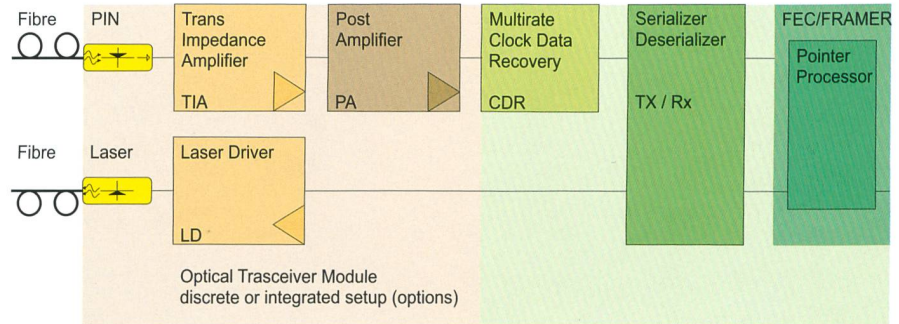 Fibre
PIN
Trans
Impedance
Amplifier
TIA
Post
Amplifier
PA
Multirate
Clock Data
Recovery
CDR
Serializer
Deserializer
TX / Rx
FEC/FRAMER
Pointer
Processor
Fibre
Laser
Laser Driver
LD
Optical Trasceiver Module
discrete or integrated setup (options)